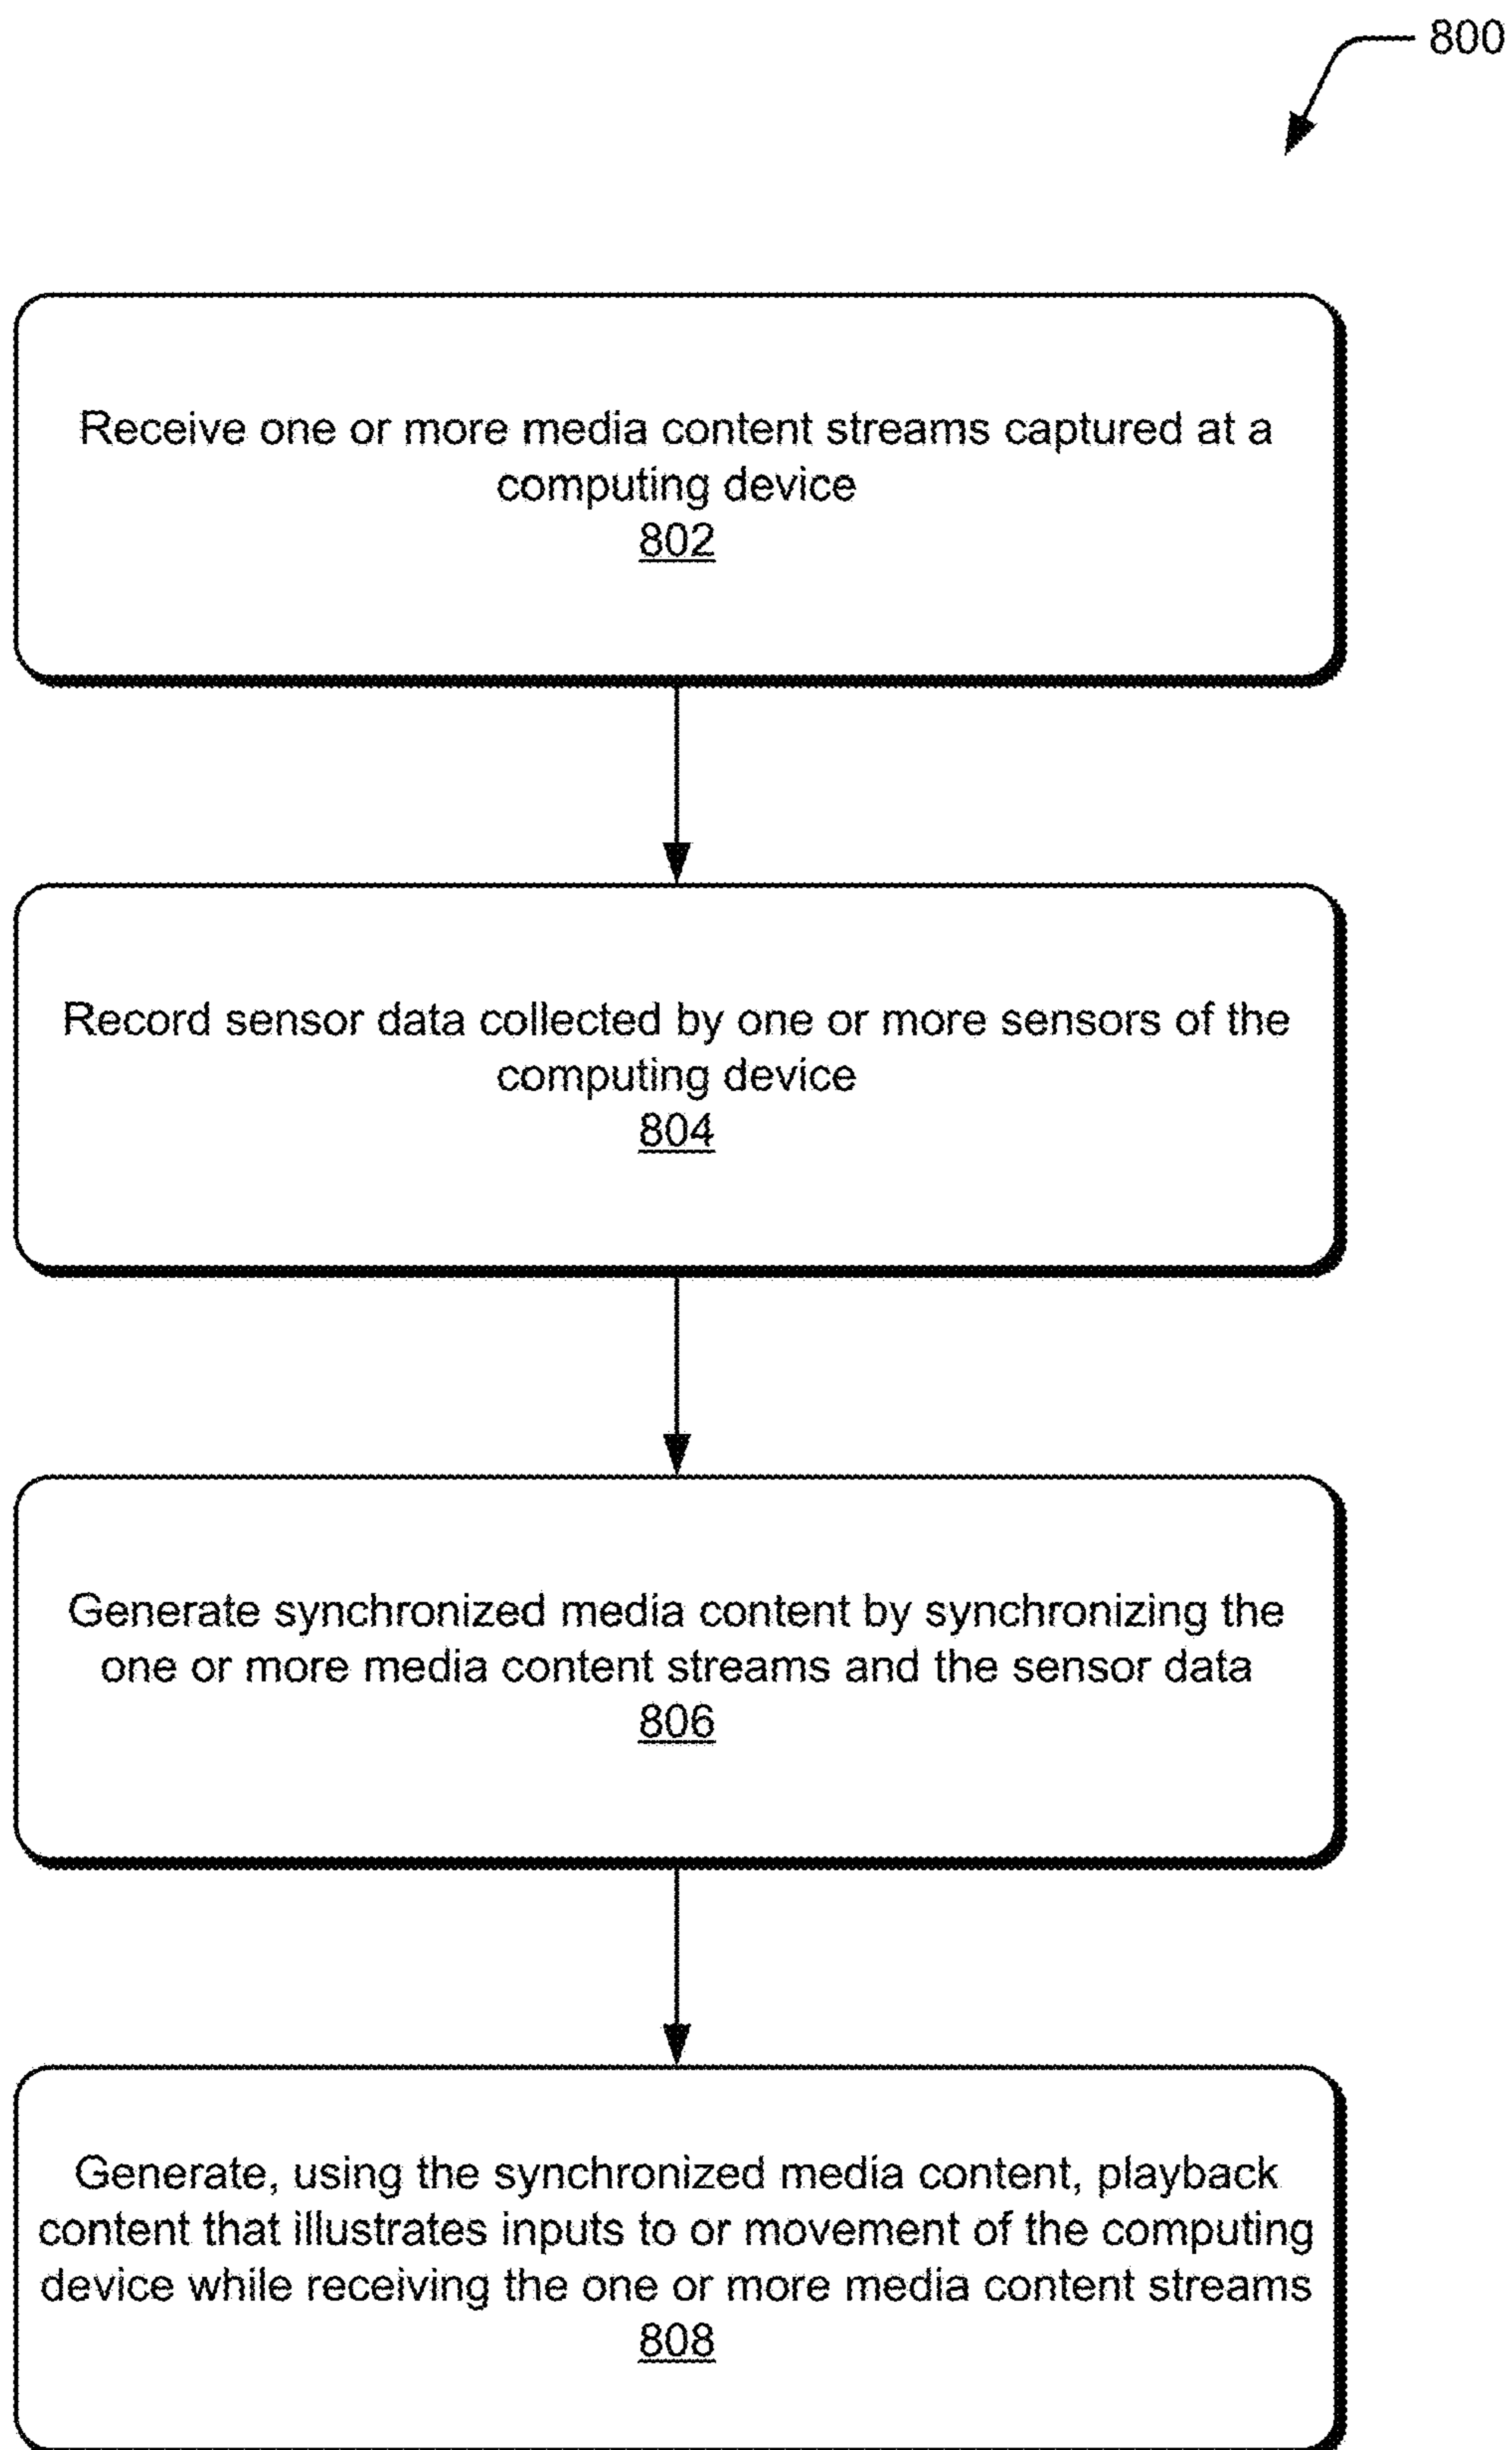 800
Receive one or more media content streams captured at a
computing device
802
Record sensor data collected by one or more sensors of the
computing device
804
Generate synchronized media content by synchronizing the
one or more media content streams and the sensor data
806
Generate, using the synchronized media content, playback
content that illustrates inputs to or movement of the computing
device while receiving the one or more media content streams
808